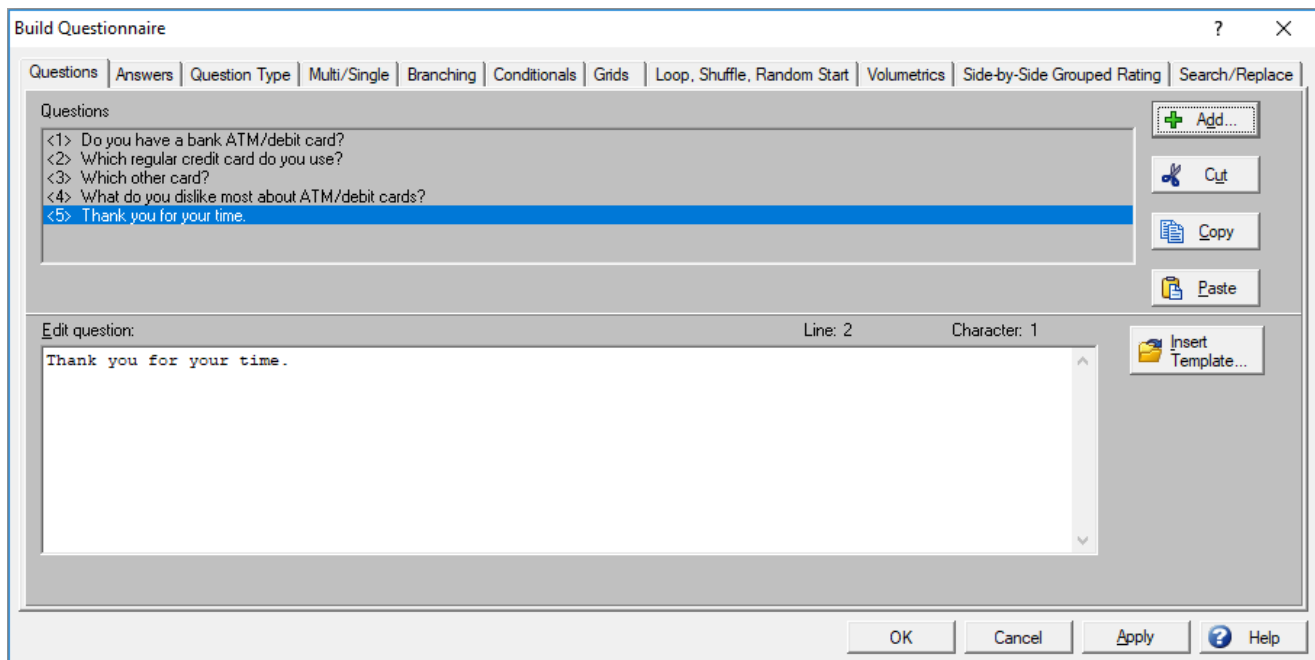 Build Questionnaire ?
Questions Answers Question Type Multi/Single Branching Conditionals Grids Loop, Shuffle, Random Start Volumetrics Side-by-Side Grouped Rating Search/Replace
Questions
<1> Do you have a bank ATM/debit card?
<2> Which regular credit card do you use?
<3> Which other card?
<4> What do you dislike most about ATM/debit cards?
<5> Thank you for your time.
Add...
Cut
Copy
Paste
Edit question: Line: 2 Character: 1
Thank you for your time.
Insert
Template...
OK Cancel Apply ? Help